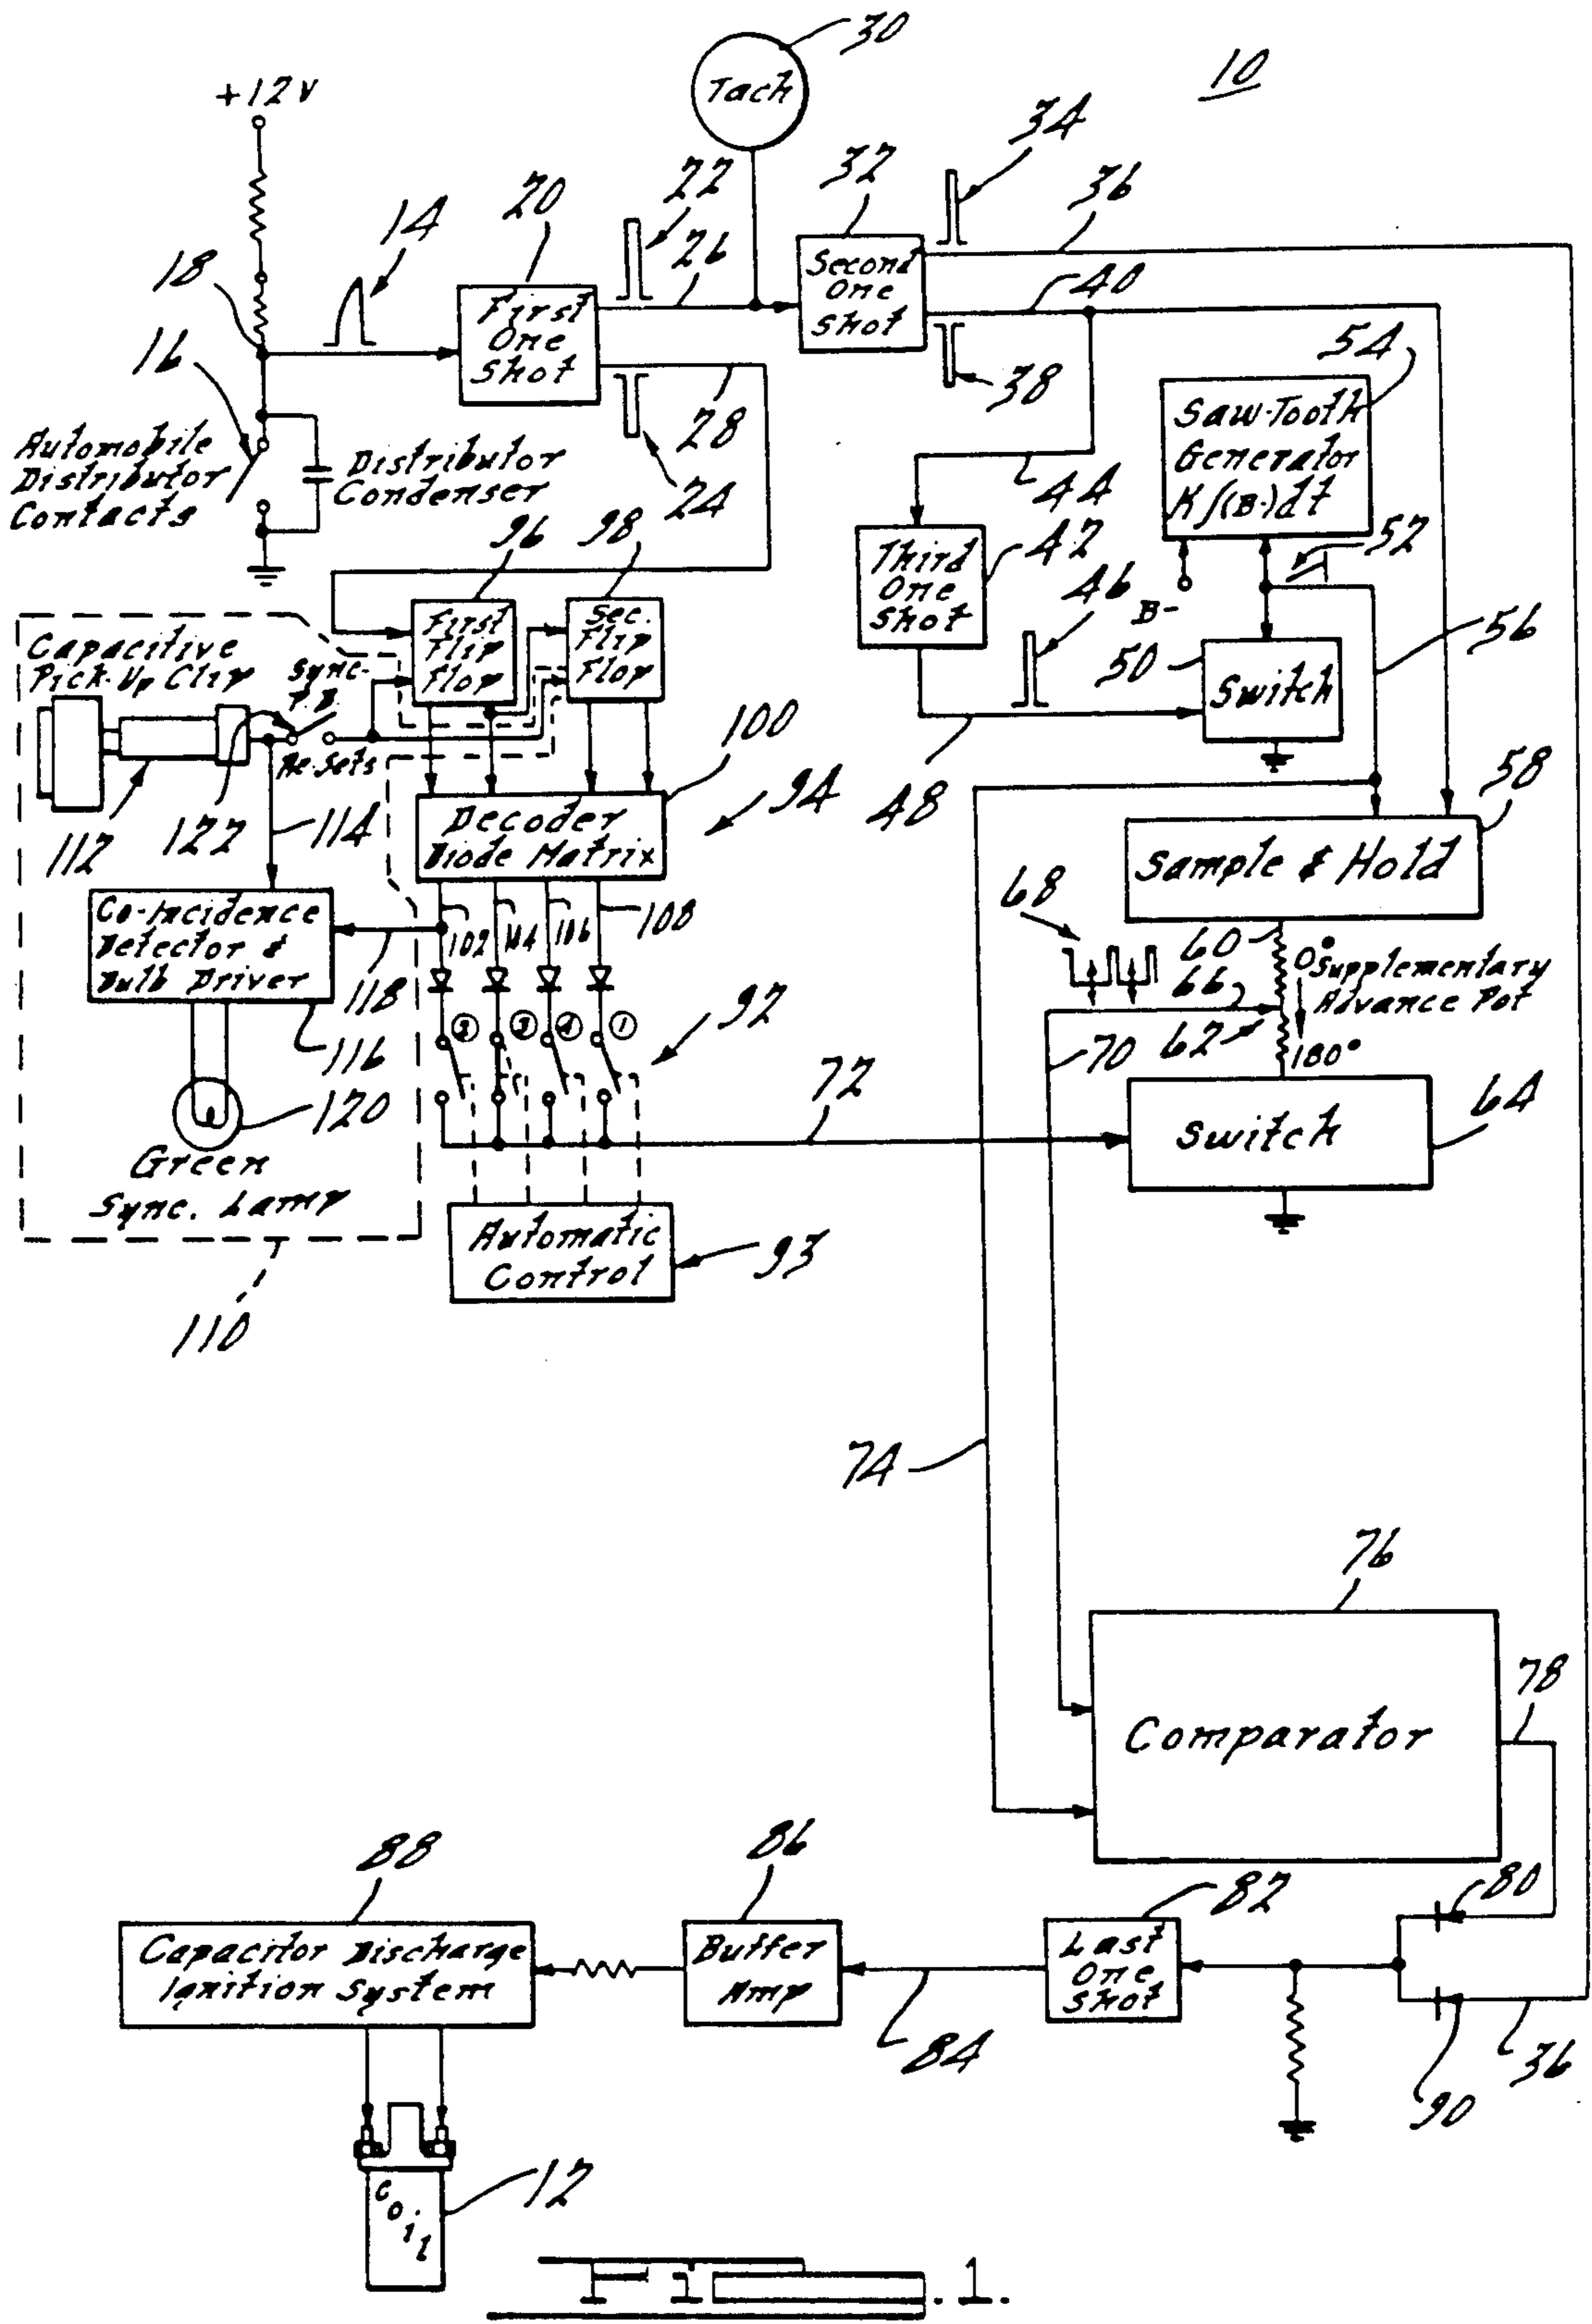 30
Tach
10
+12V
34
32
22
36
20
14
26
18
Second
One
Shot
40
First
One
Shot
16
38
54
28
Saw-Tooth
Generator
K∫(B-)dt
Automobile
Distributor
Contacts
Distributor
Condenser
24
44
96
98
52
Third
One
Shot
42
46
B-
56
First
Flip
Flop
Sec.
Flip
Flop
Capacitive
Pick-Up Clip
Sync.
P.B.
50
Switch
Re-Sets
100
58
48
94
112
122
114
Decoder
Diode Matrix
Sample & Hold
68
Co-Incidence
Detector &
Bulb Driver
102
104
106
108
60
0°
Supplementary
Advance Pot
66
118
92
2
3
4
1
116
70
62
180°
72
64
120
Switch
Green
Sync. Lamp
Automatic
Control
93
110
74
76
78
Comparator
88
86
82
80
Capacitor Discharge
Ignition System
Buffer
Amp
Last
One
Shot
84
36
90
Coil
12
Fig. 1.